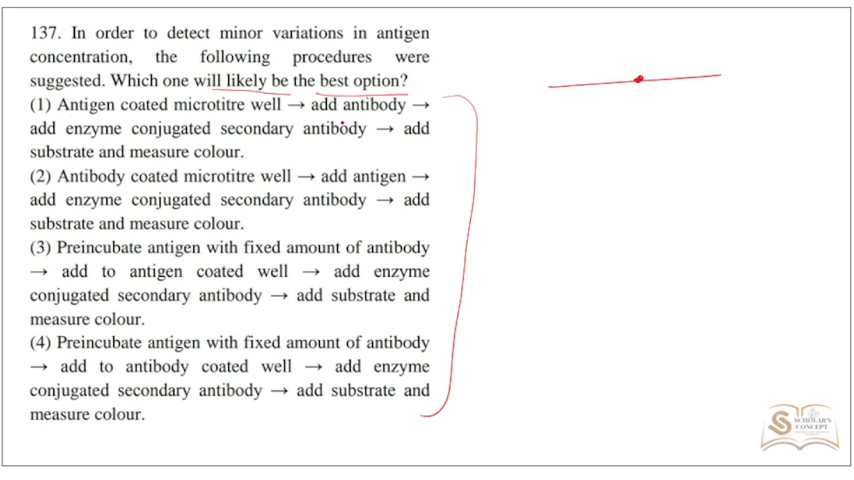 137. In order to detect minor variations in antigen
concentration, the following procedures were
suggested. Which one will likely be the best option?
(1) Antigen coated microtitre well → add antibody →
add enzyme conjugated secondary antibody → add
substrate and measure colour.
(2) Antibody coated microtitre well → add antigen →
add enzyme conjugated secondary antibody → add
substrate and measure colour.
(3) Preincubate antigen with fixed amount of antibody
→ add to antigen coated well → add enzyme
conjugated secondary antibody → add substrate and
measure colour.
(4) Preincubate antigen with fixed amount of antibody
→ add to antibody coated well → add enzyme
conjugated secondary antibody → add substrate and
measure colour.
SCHOLAR'S
CONCEPT